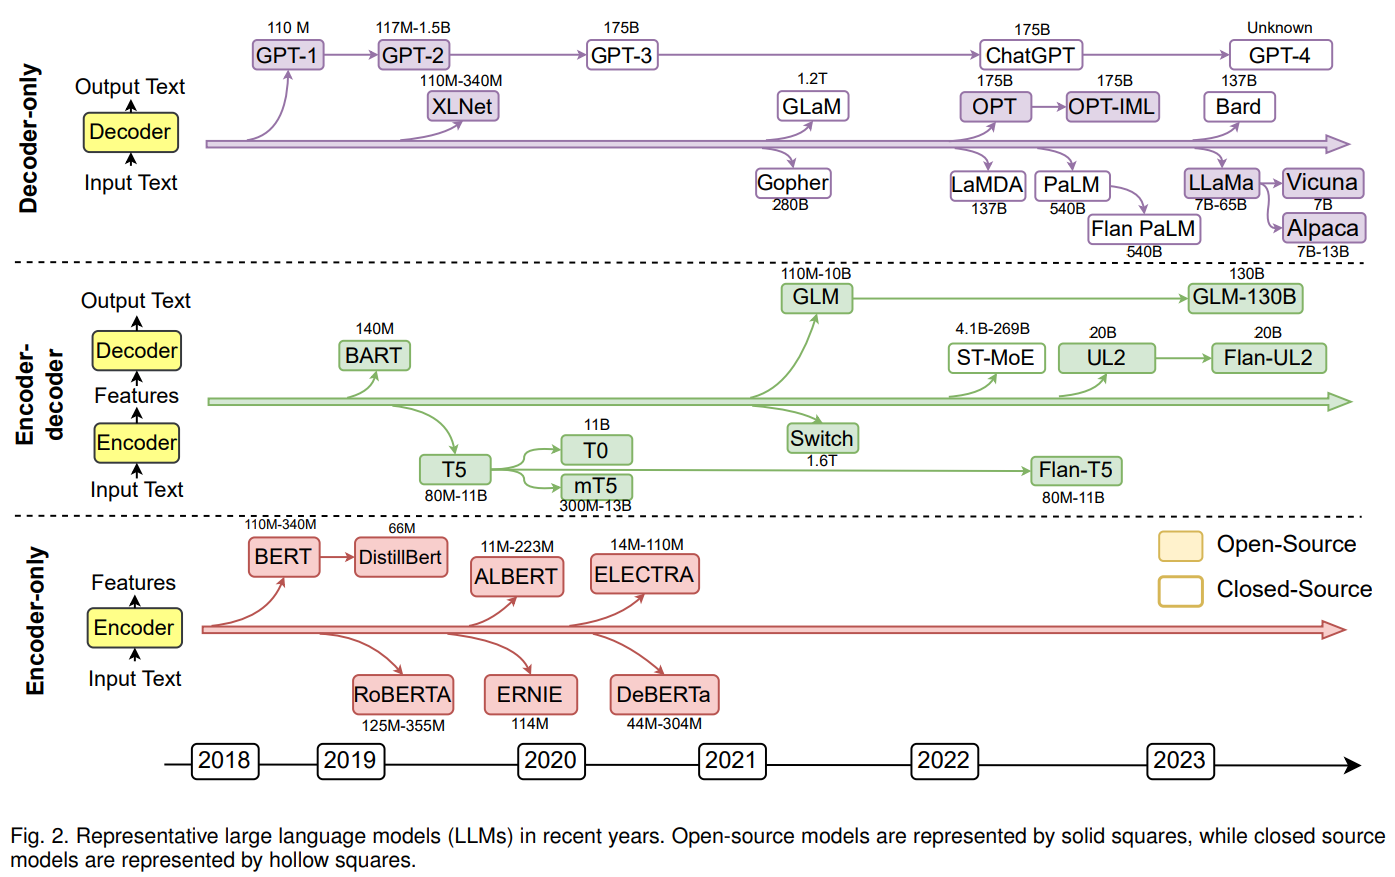 Decoder-only
Output Text
Decoder
Input Text
110 M
GPT-1
117M-1.5B
GPT-2
175B
GPT-3
175B
ChatGPT
Unknown
GPT-4
110M-340M
XLNet
1.2T
GLaM
175B
OPT
175B
OPT-IML
137B
Bard
Gopher
280B
LaMDA
137B
PaLM
540B
Flan PaLM
540B
LLaMa
7B-65B
Vicuna
7B
Alpaca
7B-13B
Encoder-
decoder
Output Text
Decoder
Features
Encoder
Input Text
110M-10B
GLM
130B
GLM-130B
140M
BART
4.1B-269B
ST-MoE
20B
UL2
20B
Flan-UL2
Switch
1.6T
T5
80M-11B
11B
T0
mT5
300M-13B
Flan-T5
80M-11B
Encoder-only
Features
Encoder
Input Text
110M-340M
BERT
66M
DistillBert
11M-223M
ALBERT
14M-110M
ELECTRA
RoBERTA
125M-355M
ERNIE
114M
DeBERTa
44M-304M
Open-Source
Closed-Source
2018
2019
2020
2021
2022
2023
Fig. 2. Representative large language models (LLMs) in recent years. Open-source models are represented by solid squares, while closed source
models are represented by hollow squares.